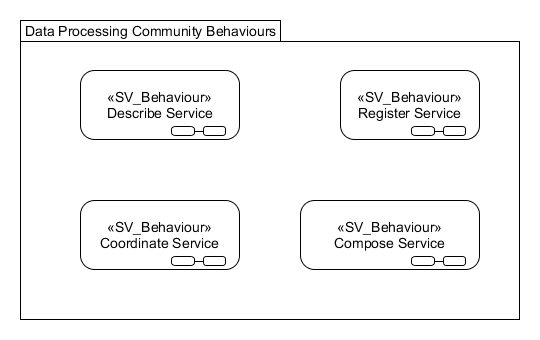 Data Processing Community Behaviours
«SV_Behaviour»
Describe Service
«SV_Behaviour»
Register Service
«SV_Behaviour»
Coordinate Service
«SV_Behaviour»
Compose Service